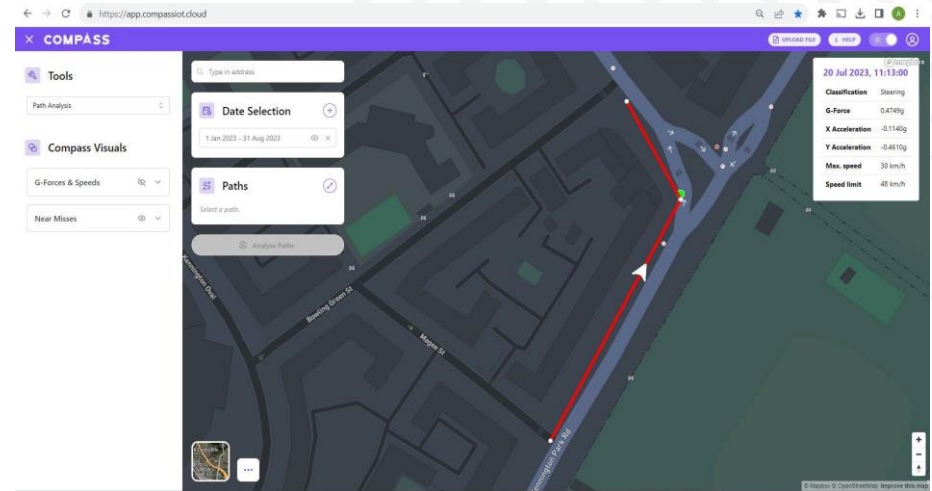 https://app.compassiot.cloud
COMPASS
UPLOAD FILE
HELP
Tools
Path Analysis
Compass Visuals
G-Forces & Speeds
Near Misses
Type in address
Date Selection
1 Jan 2023 - 31 Aug 2023
Paths
Select a path.
Analyse Paths
Kennington Oval
Bowling Green St
Magee St
Kennington Park Rd
mapbox
20 Jul 2023, 11:13:00
Classification Steering
G-Force 0.4749g
X Acceleration -0.1140g
Y Acceleration -0.4610g
Max. speed 30 km/h
Speed limit 48 km/h
© Mapbox © OpenStreetMap Improve this map